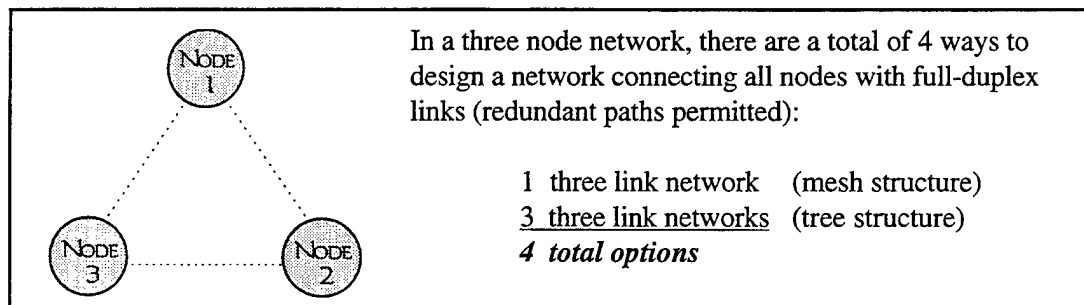 NODE
1
NODE
3
NODE
2
In a three node network, there are a total of 4 ways to
design a network connecting all nodes with full-duplex
links (redundant paths permitted):
1 three link network (mesh structure)
3 three link networks (tree structure)
4 total options